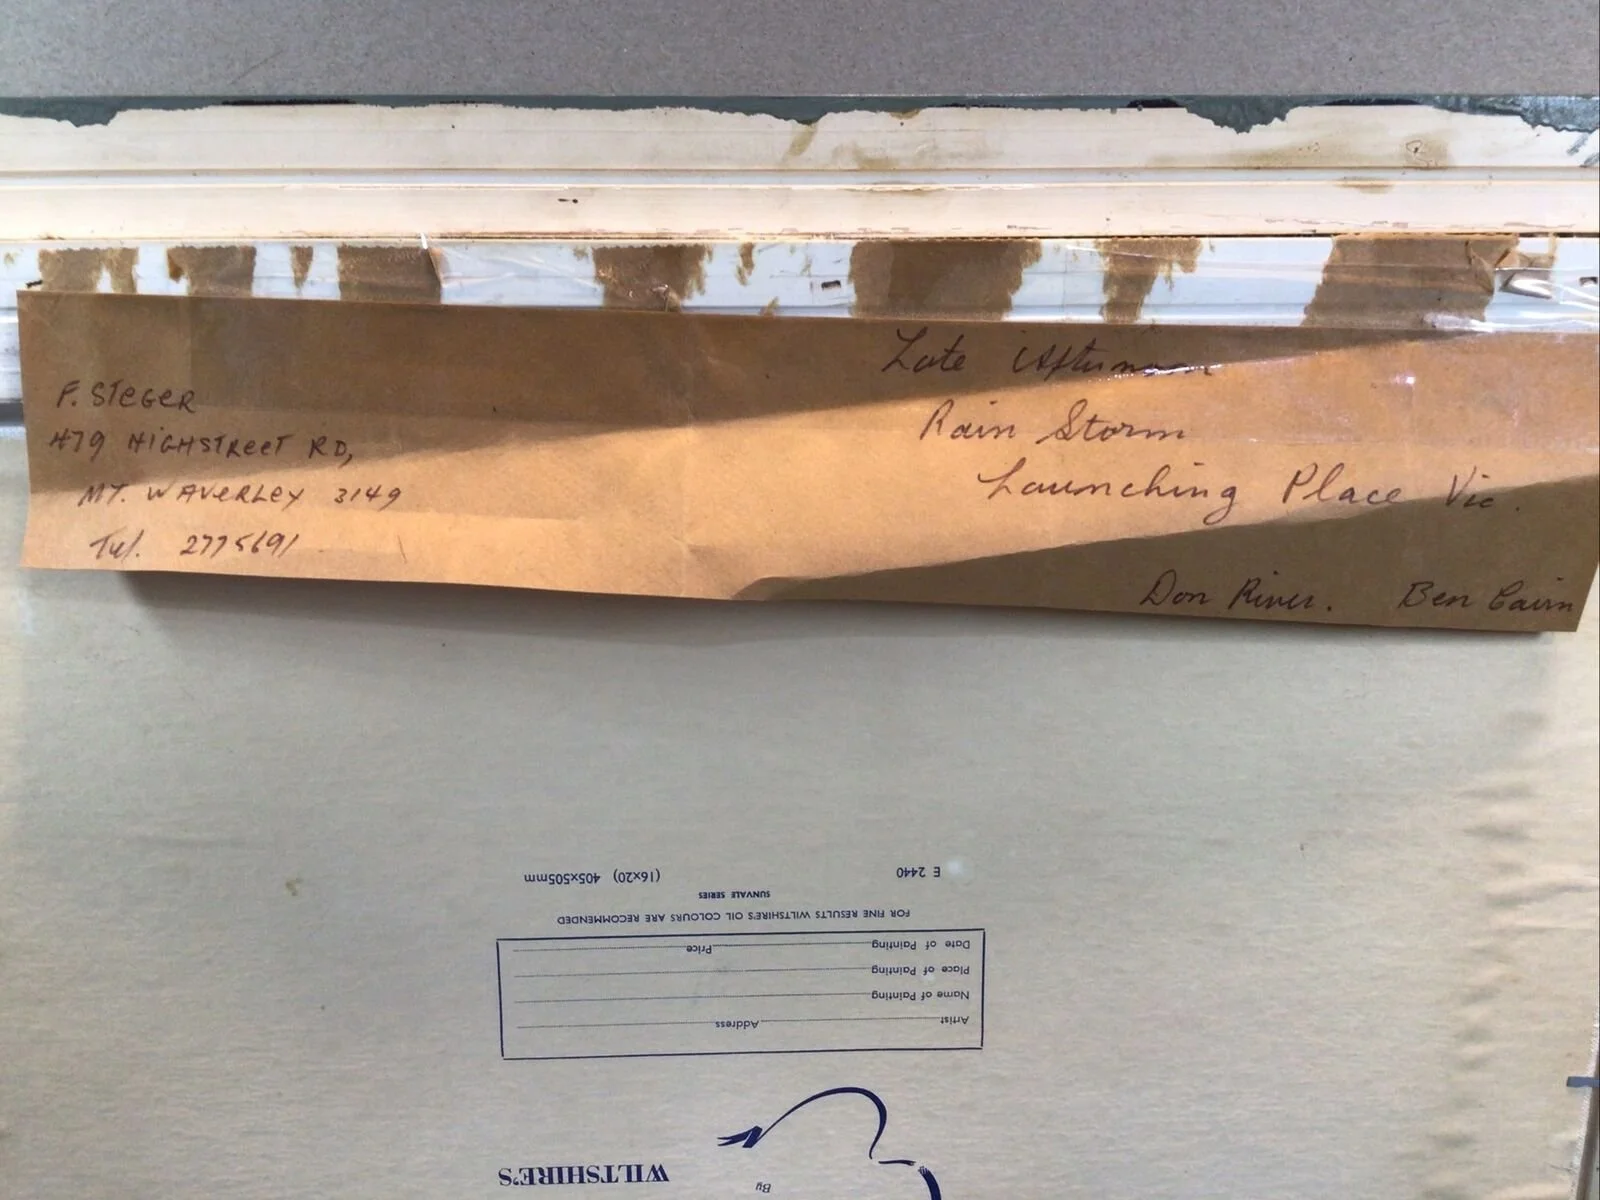 F. STEGER
479 HIGHSTREET RD,
MT. WAVERLEY 3149
Tel. 2775691
Late Afternoon
Rain Storm
Launching Place Vic.
Don River. Ben Cairn
E 2440 (16x20) 405x505mm
SUNVALE SERIES
FOR FINE RESULTS WILTSHIRE'S OIL COLOURS ARE RECOMMENDED
Date of Painting Price
Place of Painting
Name of Painting
Artist Address
By WILTSHIRE'S